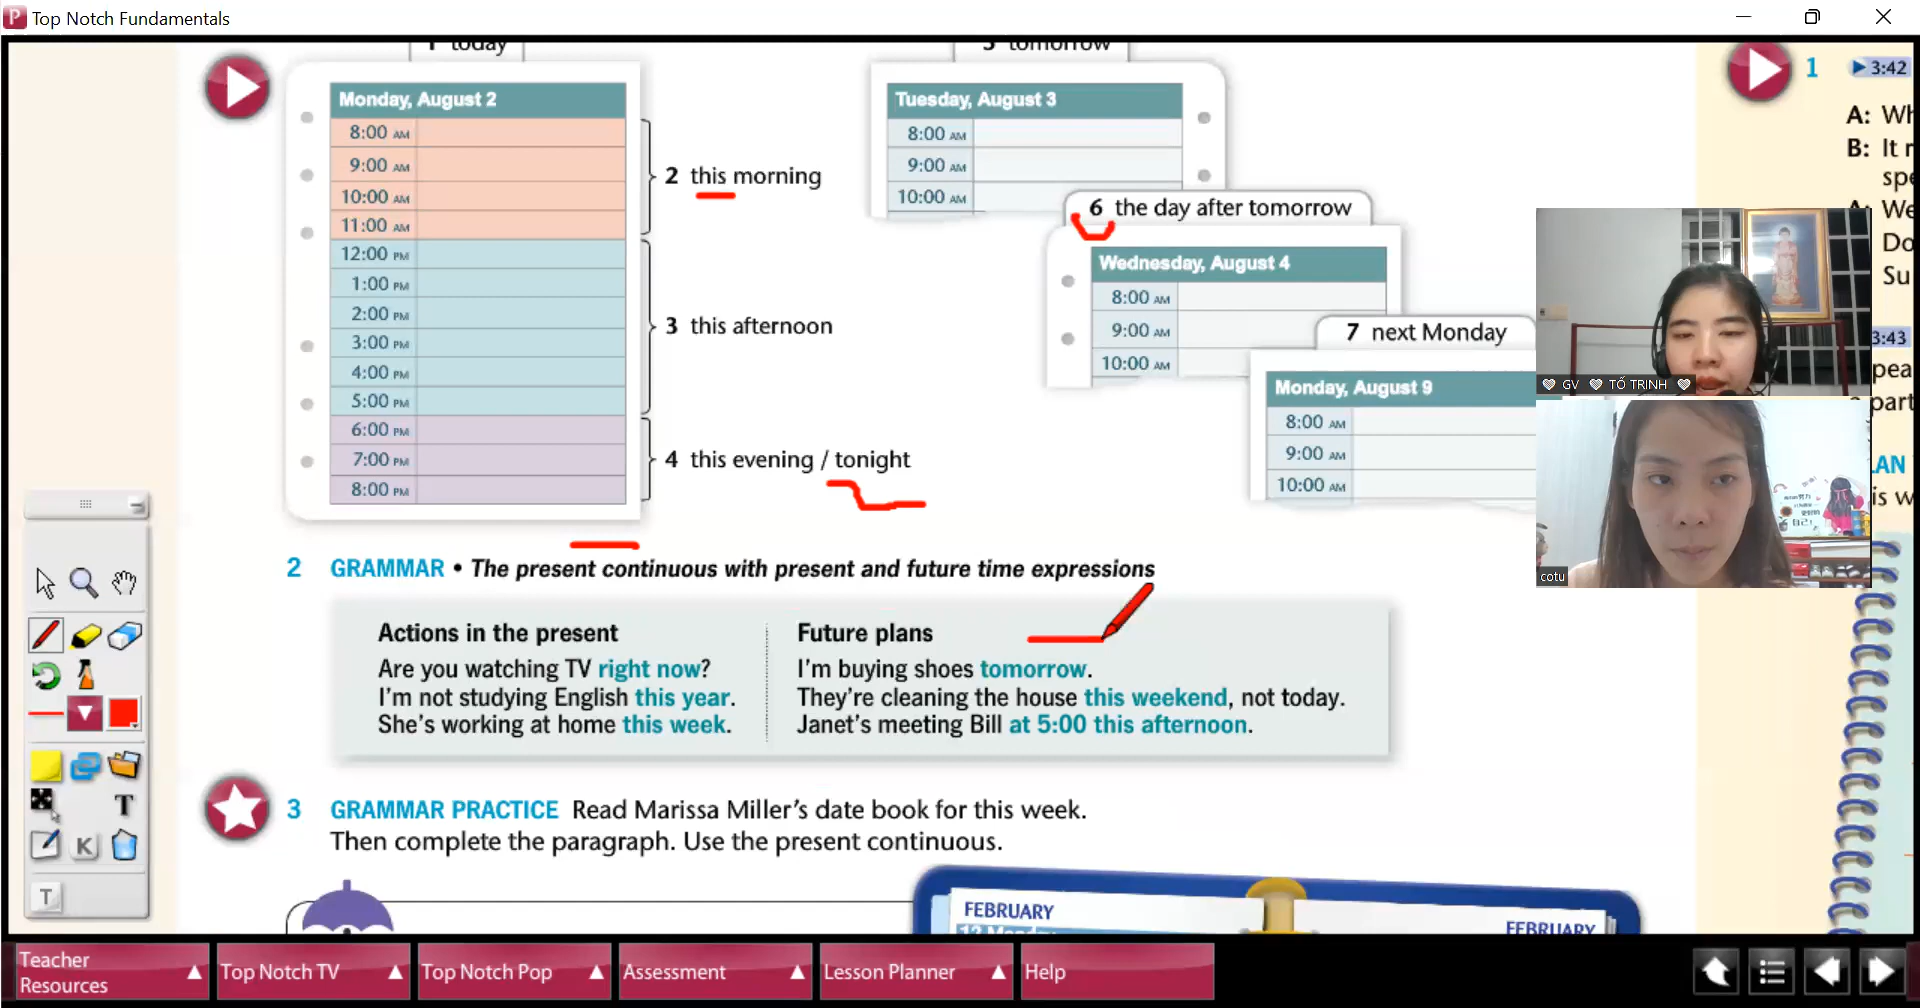 Top Notch Fundamentals
1 today
5 tomorrow
Monday, August 2
8:00 AM
9:00 AM
10:00 AM
11:00 AM
12:00 PM
1:00 PM
2:00 PM
3:00 PM
4:00 PM
5:00 PM
6:00 PM
7:00 PM
8:00 PM
2 this morning
3 this afternoon
4 this evening / tonight
Tuesday, August 3
8:00 AM
9:00 AM
10:00 AM
6 the day after tomorrow
Wednesday, August 4
8:00 AM
9:00 AM
10:00 AM
7 next Monday
Monday, August 9
8:00 AM
9:00 AM
10:00 AM
1 3:42
A: Wh
B: It r
spe
A: We
Do
Su
3:43
pea
part
LAN
is w
GV TỐ TRINH
cotu
2 GRAMMAR • The present continuous with present and future time expressions
Actions in the present
Are you watching TV right now?
I'm not studying English this year.
She's working at home this week.
Future plans
I'm buying shoes tomorrow.
They're cleaning the house this weekend, not today.
Janet's meeting Bill at 5:00 this afternoon.
3 GRAMMAR PRACTICE Read Marissa Miller's date book for this week.
Then complete the paragraph. Use the present continuous.
FEBRUARY
FEBRUARY
T
K
T
Teacher
Resources
Top Notch TV
Top Notch Pop
Assessment
Lesson Planner
Help